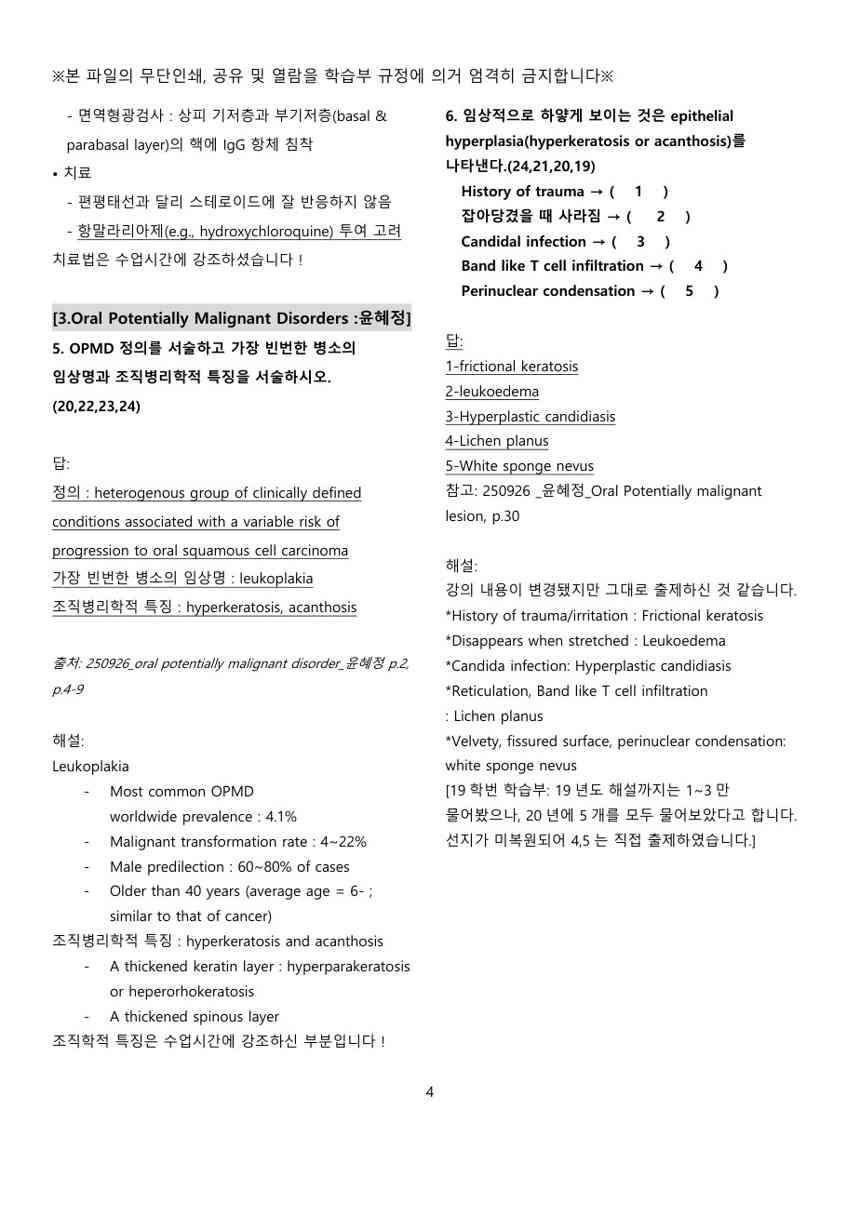 ※본 파일의 무단인쇄, 공유 및 열람을 학습부 규정에 의거 엄격히 금지합니다※
- 면역형광검사 : 상피 기저층과 부기저층(basal &
parabasal layer)의 핵에 IgG 항체 침착
• 치료
- 편평태선과 달리 스테로이드에 잘 반응하지 않음
- 항말라리아제(e.g., hydroxychloroquine) 투여 고려
치료법은 수업시간에 강조하셨습니다 !
[3.Oral Potentially Malignant Disorders :윤혜정]
5. OPMD 정의를 서술하고 가장 빈번한 병소의
임상명과 조직병리학적 특징을 서술하시오.
(20,22,23,24)
답:
정의 : heterogenous group of clinically defined
conditions associated with a variable risk of
progression to oral squamous cell carcinoma
가장 빈번한 병소의 임상명 : leukoplakia
조직병리학적 특징 : hyperkeratosis, acanthosis
출처: 250926_oral potentially malignant disorder_윤혜정 p.2,
p.4-9
해설:
Leukoplakia
- Most common OPMD
worldwide prevalence : 4.1%
- Malignant transformation rate : 4~22%
- Male predilection : 60~80% of cases
- Older than 40 years (average age = 6- ;
similar to that of cancer)
조직병리학적 특징 : hyperkeratosis and acanthosis
- A thickened keratin layer : hyperparakeratosis
or heperorhokeratosis
- A thickened spinous layer
조직학적 특징은 수업시간에 강조하신 부분입니다 !
6. 임상적으로 하얗게 보이는 것은 epithelial
hyperplasia(hyperkeratosis or acanthosis)를
나타낸다.(24,21,20,19)
History of trauma → ( 1 )
잡아당겼을 때 사라짐 → ( 2 )
Candidal infection → ( 3 )
Band like T cell infiltration → ( 4 )
Perinuclear condensation → ( 5 )
답:
1-frictional keratosis
2-leukoedema
3-Hyperplastic candidiasis
4-Lichen planus
5-White sponge nevus
참고: 250926 _윤혜정_Oral Potentially malignant
lesion, p.30
해설:
강의 내용이 변경됐지만 그대로 출제하신 것 같습니다.
*History of trauma/irritation : Frictional keratosis
*Disappears when stretched : Leukoedema
*Candida infection: Hyperplastic candidiasis
*Reticulation, Band like T cell infiltration
: Lichen planus
*Velvety, fissured surface, perinuclear condensation:
white sponge nevus
[19 학번 학습부: 19 년도 해설까지는 1~3 만
물어봤으나, 20 년에 5 개를 모두 물어보았다고 합니다.
선지가 미복원되어 4,5 는 직접 출제하였습니다.]
4